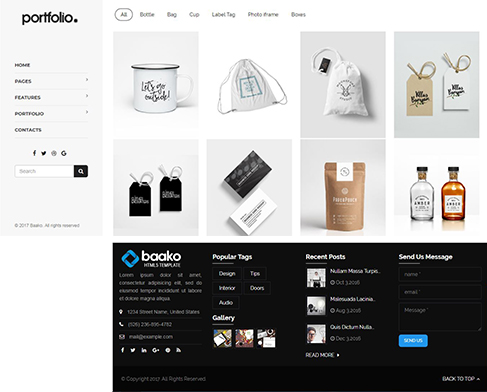 portfolio.
All Bottle Bag Cup Label Tag Photo Iframe Boxes
HOME
PAGES
FEATURES
PORTFOLIO
CONTACTS
Search
© 2017 Baako. All rights reserved
Let's go
outside!
baako
HTML5 TEMPLATE
Lorem ipsum dolor sit amet,
consectetur adipisicing elit, sed do
eiusmod tempor incididunt ut labore
et dolore magna aliqua.
1234 Street Name, United States
(526) 236-895-4782
mail@example.com
Popular Tags
Design Tips
Interior Doors
Audio
Gallery
Recent Posts
Nullam Massa Turpis...
Oct 3, 2016
Malesuada Lacinia...
Aug 3, 2016
Quis Dictum Nulla...
Dec 3, 2016
READ MORE
Send Us Message
name *
email *
Message *
SEND US
© Copyright 2017. All Rights Reserved.
BACK TO TOP